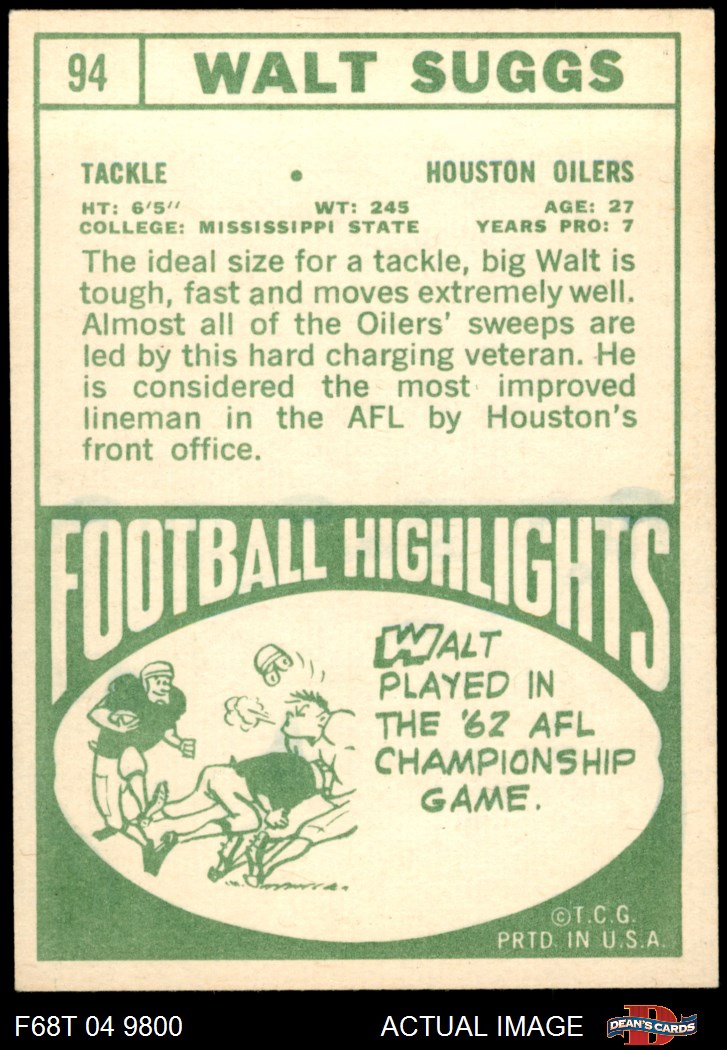 94 WALT SUGGS
TACKLE • HOUSTON OILERS
HT: 6'5" WT: 245 AGE: 27
COLLEGE: MISSISSIPPI STATE YEARS PRO: 7
The ideal size for a tackle, big Walt is
tough, fast and moves extremely well.
Almost all of the Oilers' sweeps are
led by this hard charging veteran. He
is considered the most improved
lineman in the AFL by Houston's
front office.
FOOTBALL HIGHLIGHTS
WALT
PLAYED IN
THE '62 AFL
CHAMPIONSHIP
GAME.
©T.C.G.
PRTD. IN U.S.A.
F68T 04 9800 ACTUAL IMAGE D DEAN'S CARDS